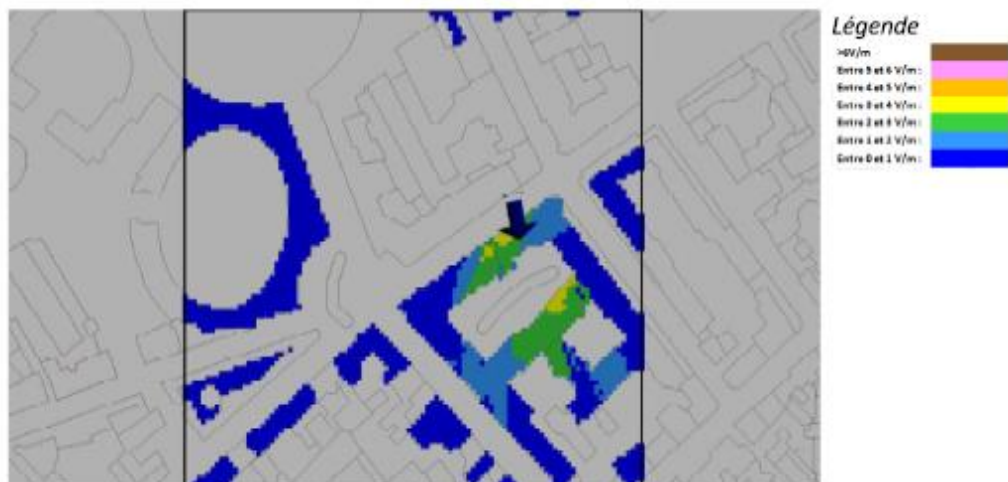 Légende
>6V/m
Entre 5 et 6 V/m :
Entre 4 et 5 V/m :
Entre 3 et 4 V/m :
Entre 2 et 3 V/m :
Entre 1 et 2 V/m :
Entre 0 et 1 V/m :